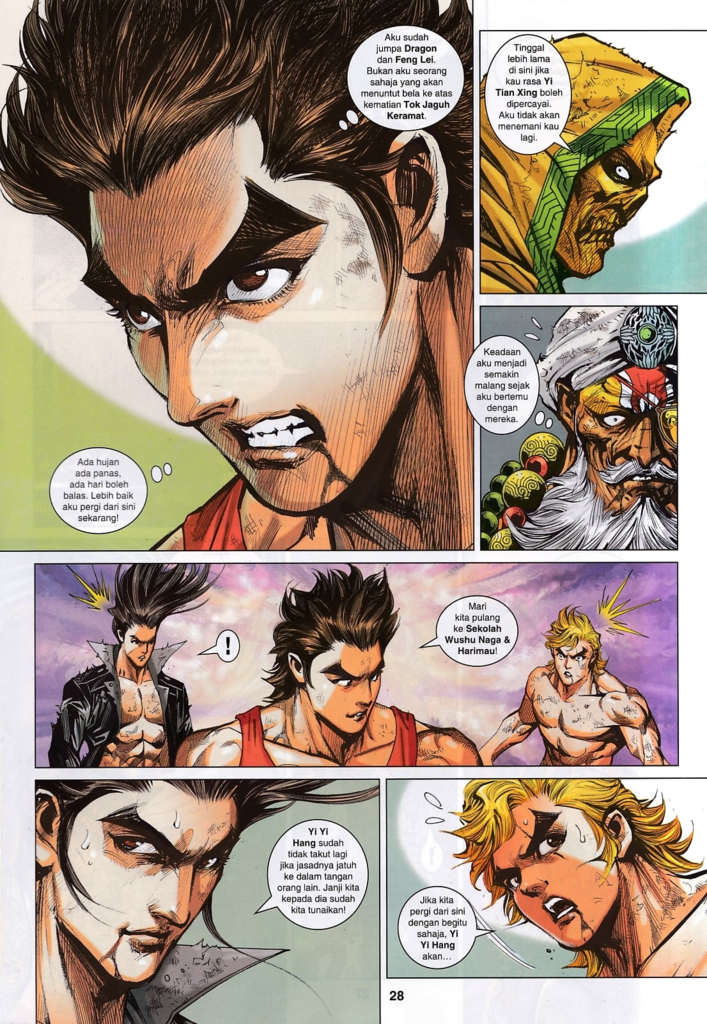 Aku sudah
jumpa Dragon
dan Feng Lei.
Bukan aku seorang
sahaja yang akan
menuntut bela ke atas
kematian Tok Jaguh
Keramat.
Ada hujan
ada panas,
ada hari boleh
balas. Lebih baik
aku pergi dari sini
sekarang!
Tinggal
lebih lama
di sini jika
kau rasa Yi
Tian Xing boleh
dipercayai.
Aku tidak akan
menemani kau
lagi.
Keadaan
aku menjadi
semakin
malang sejak
aku bertemu
dengan
mereka.
!
Mari
kita pulang
ke Sekolah
Wushu Naga &
Harimau!
Yi Yi
Hang sudah
tidak takut lagi
jika jasadnya jatuh
ke dalam tangan
orang lain. Janji kita
kepada dia sudah
kita tunaikan!
!
Jika kita
pergi dari sini
dengan begitu
sahaja, Yi
Yi Hang
akan...
28